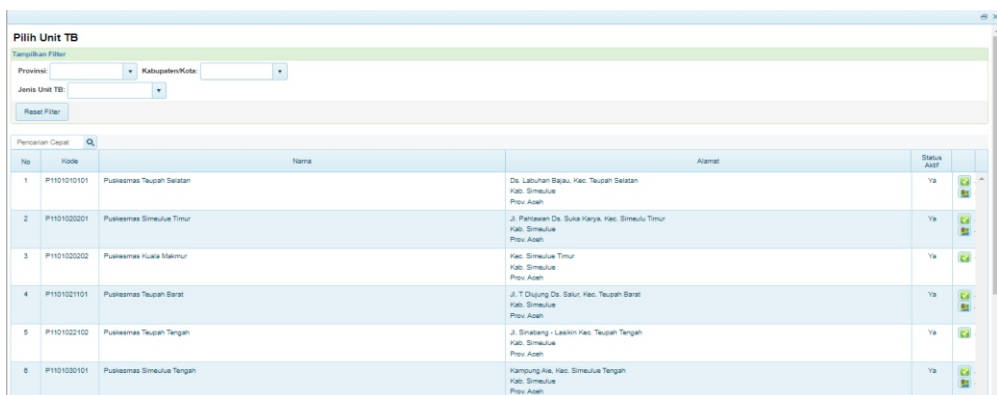 Pilih Unit TB
Tampilkan Filter
Provinsi: Kabupaten/Kota:
Jenis Unit TB:
Reset Filter
Pencarian Cepat
No Kode Nama Alamat Status Aktif
1 P1101010101 Puskesmas Teupah Selatan Ds. Labuhan Bajau, Kec. Teupah Selatan Ya
Kab. Simeulue
Prov. Aceh
2 P1101020201 Puskesmas Simeulue Timur Jl. Pahlawan Ds. Suka Karya, Kec. Simeulu Timur Ya
Kab. Simeulue
Prov. Aceh
3 P1101020202 Puskesmas Kuala Makmur Kec. Simeulue Timur Ya
Kab. Simeulue
Prov. Aceh
4 P1101021101 Puskesmas Teupah Barat Jl. T Diujung Ds. Salur, Kec. Teupah Barat Ya
Kab. Simeulue
Prov. Aceh
5 P1101022102 Puskesmas Teupah Tengah Jl. Sinabang - Lasikin Kec. Teupah Tengah Ya
Kab. Simeulue
Prov. Aceh
6 P1101030101 Puskesmas Simeulue Tengah Kampung Aie, Kec. Simeulue Tengah Ya
Kab. Simeulue
Prov. Aceh